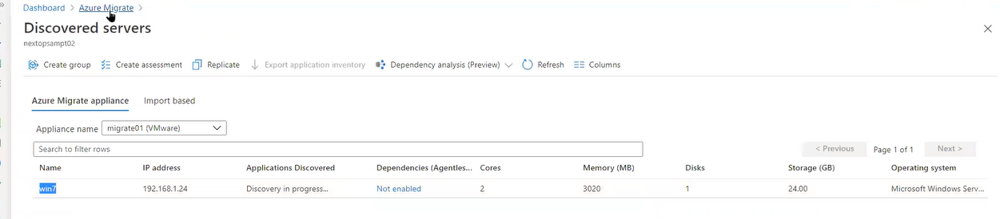 Dashboard > Azure Migrate >
Discovered servers
nextopsampt02
Create group Create assessment Replicate Export application inventory Dependency analysis (Preview) Refresh Columns
Azure Migrate appliance Import based
Appliance name migrate01 (VMware)
Search to filter rows < Previous Page 1 of 1 Next >
Name IP address Applications Discovered Dependencies (Agentles... Cores Memory (MB) Disks Storage (GB) Operating system
win7 192.168.1.24 Discovery in progress... Not enabled 2 3020 1 24.00 Microsoft Windows Serv...